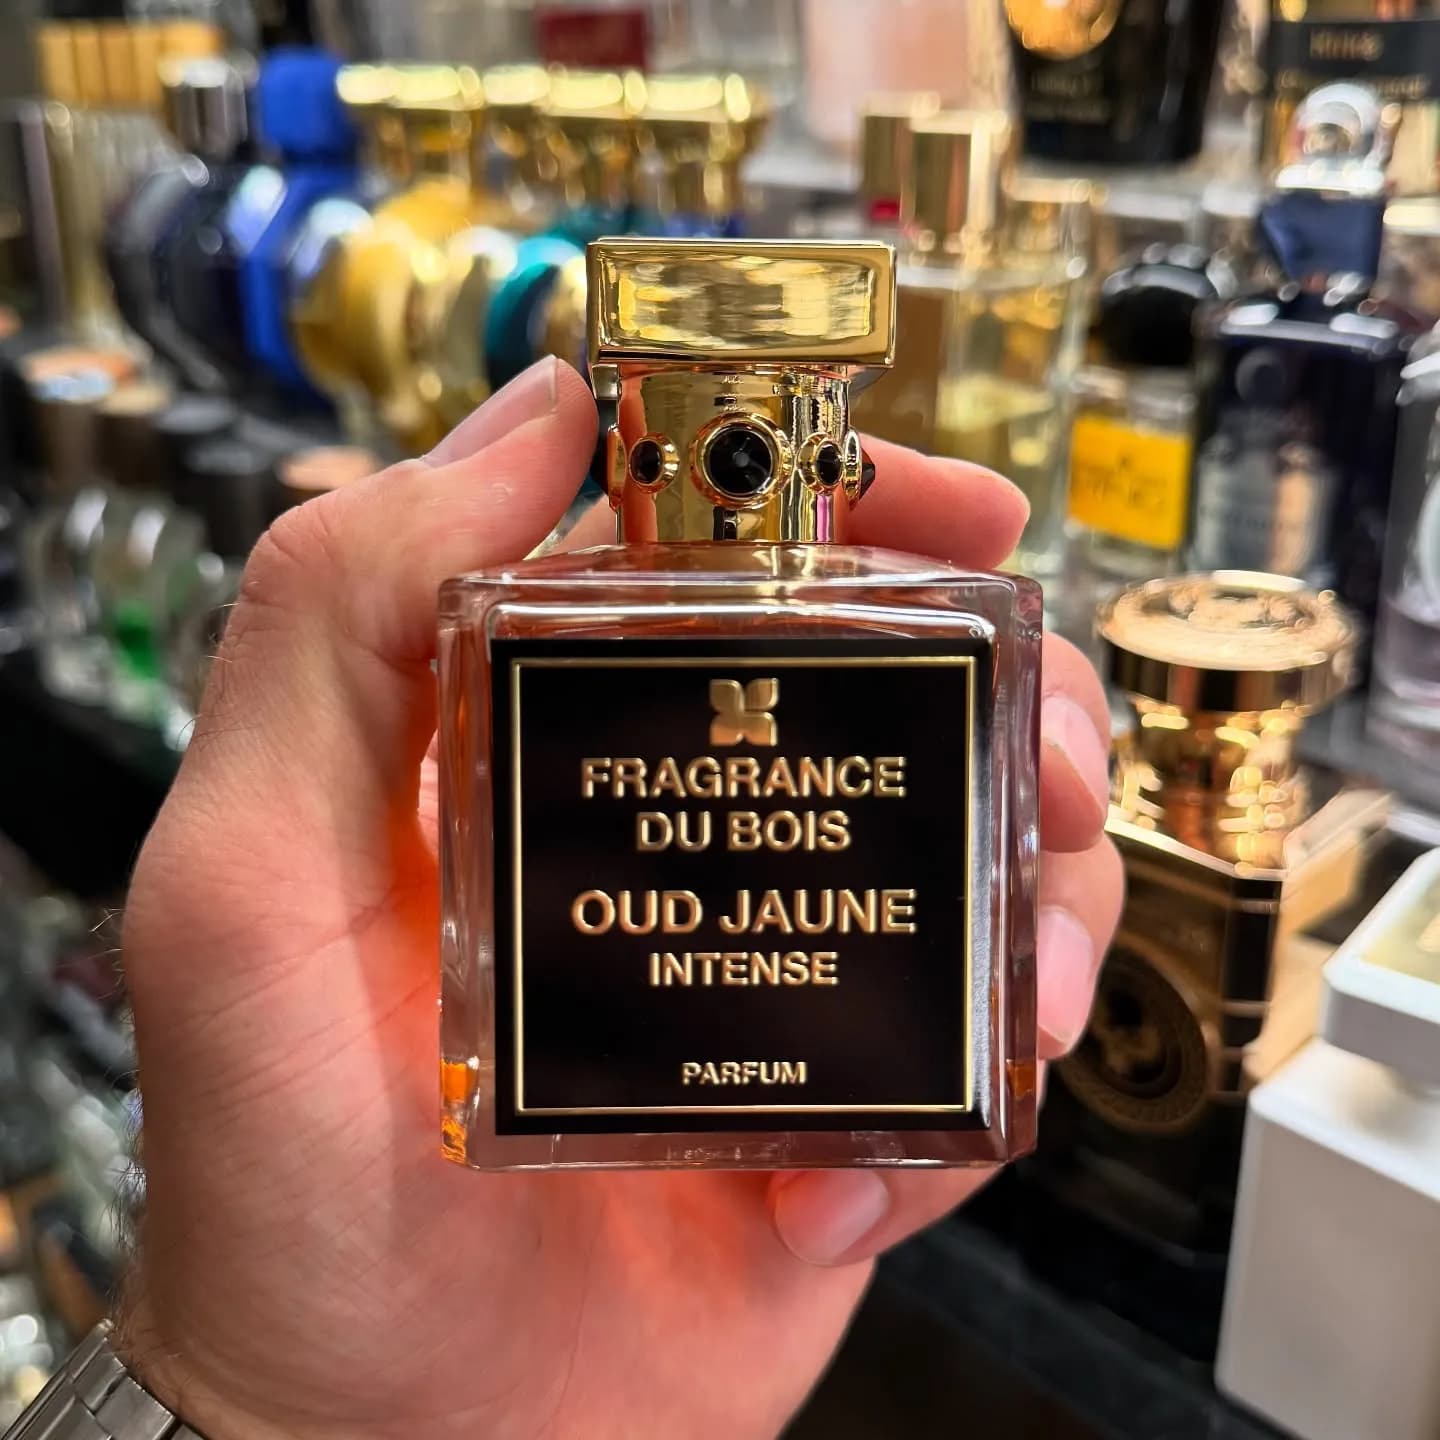 FRAGRANCE
DU BOIS
OUD JAUNE
INTENSE
PARFUM